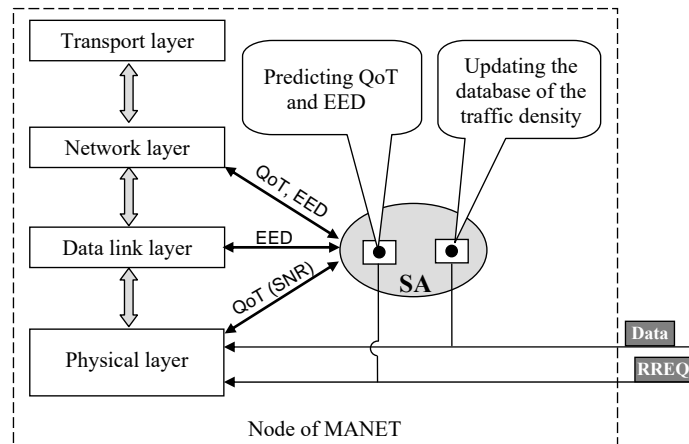 Transport layer
Predicting QoT
and EED
Updating the
database of the
traffic density
Network layer
QoT, EED
Data link layer
EED
SA
QoT (SNR)
Physical layer
Data
RREQ
Node of MANET